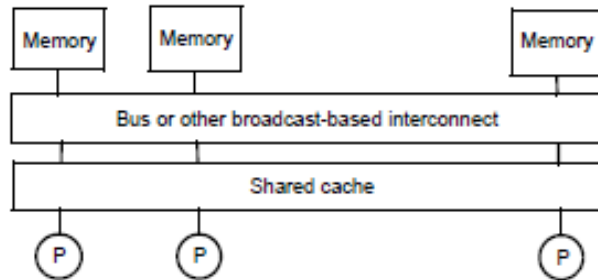 Memory Memory Memory
Bus or other broadcast-based interconnect
Shared cache
P P P